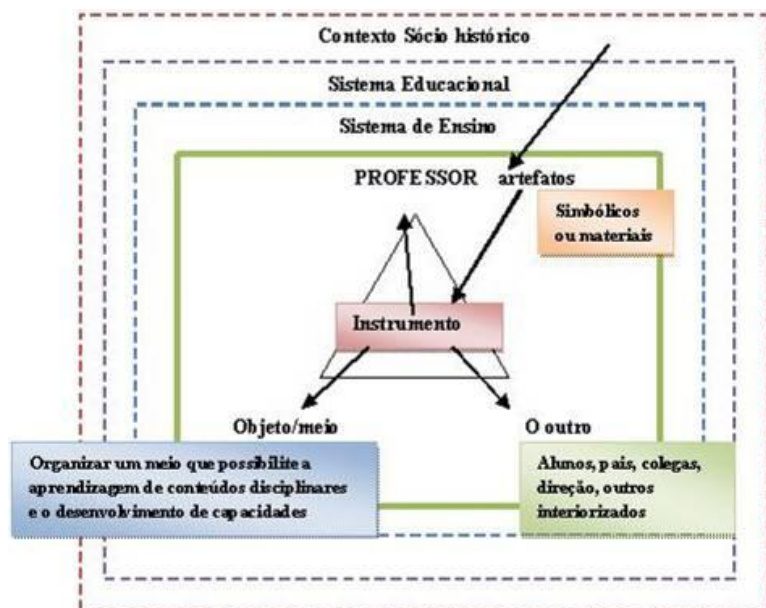 Contexto Sócio histórico
Sistema Educacional
Sistema de Ensino
PROFESSOR artefatos
Simbólicos
ou materiais
Instrumento
Objeto/meio
O outro
Organizar um meio que possibilite a
aprendizagem de conteúdos disciplinares
e o desenvolvimento de capacidades
Alunos, pais, colegas,
direção, outros
interiorizados